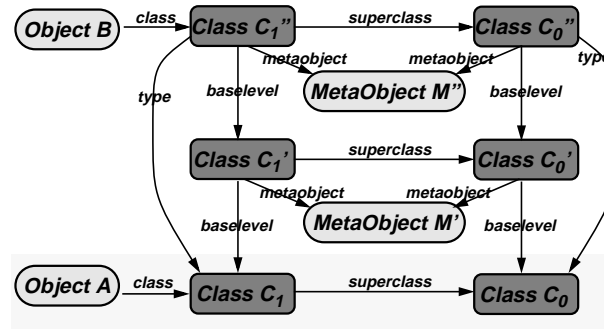 Object B
class
Class C1''
superclass
Class C0''
metaobject
metaobject
type
type
baselevel
MetaObject M''
baselevel
Class C1'
superclass
Class C0'
metaobject
metaobject
baselevel
MetaObject M'
baselevel
Object A
class
Class C1
superclass
Class C0